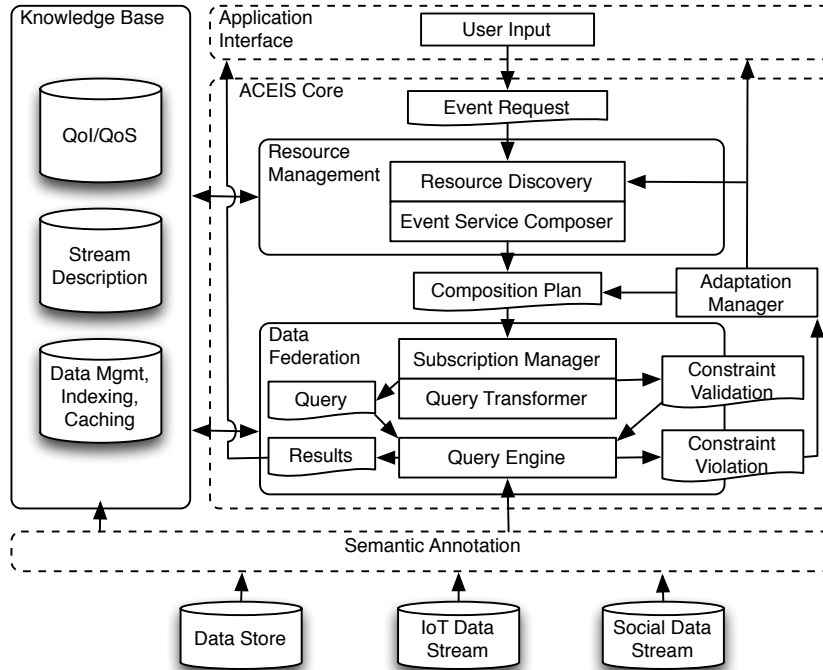 Knowledge Base
QoI/QoS
Stream
Description
Data Mgmt,
Indexing,
Caching
Application
Interface
User Input
ACEIS Core
Event Request
Resource
Management
Resource Discovery
Event Service Composer
Composition Plan
Adaptation
Manager
Data
Federation
Subscription Manager
Query Transformer
Constraint
Validation
Query
Results
Query Engine
Constraint
Violation
Semantic Annotation
Data Store
IoT Data
Stream
Social Data
Stream